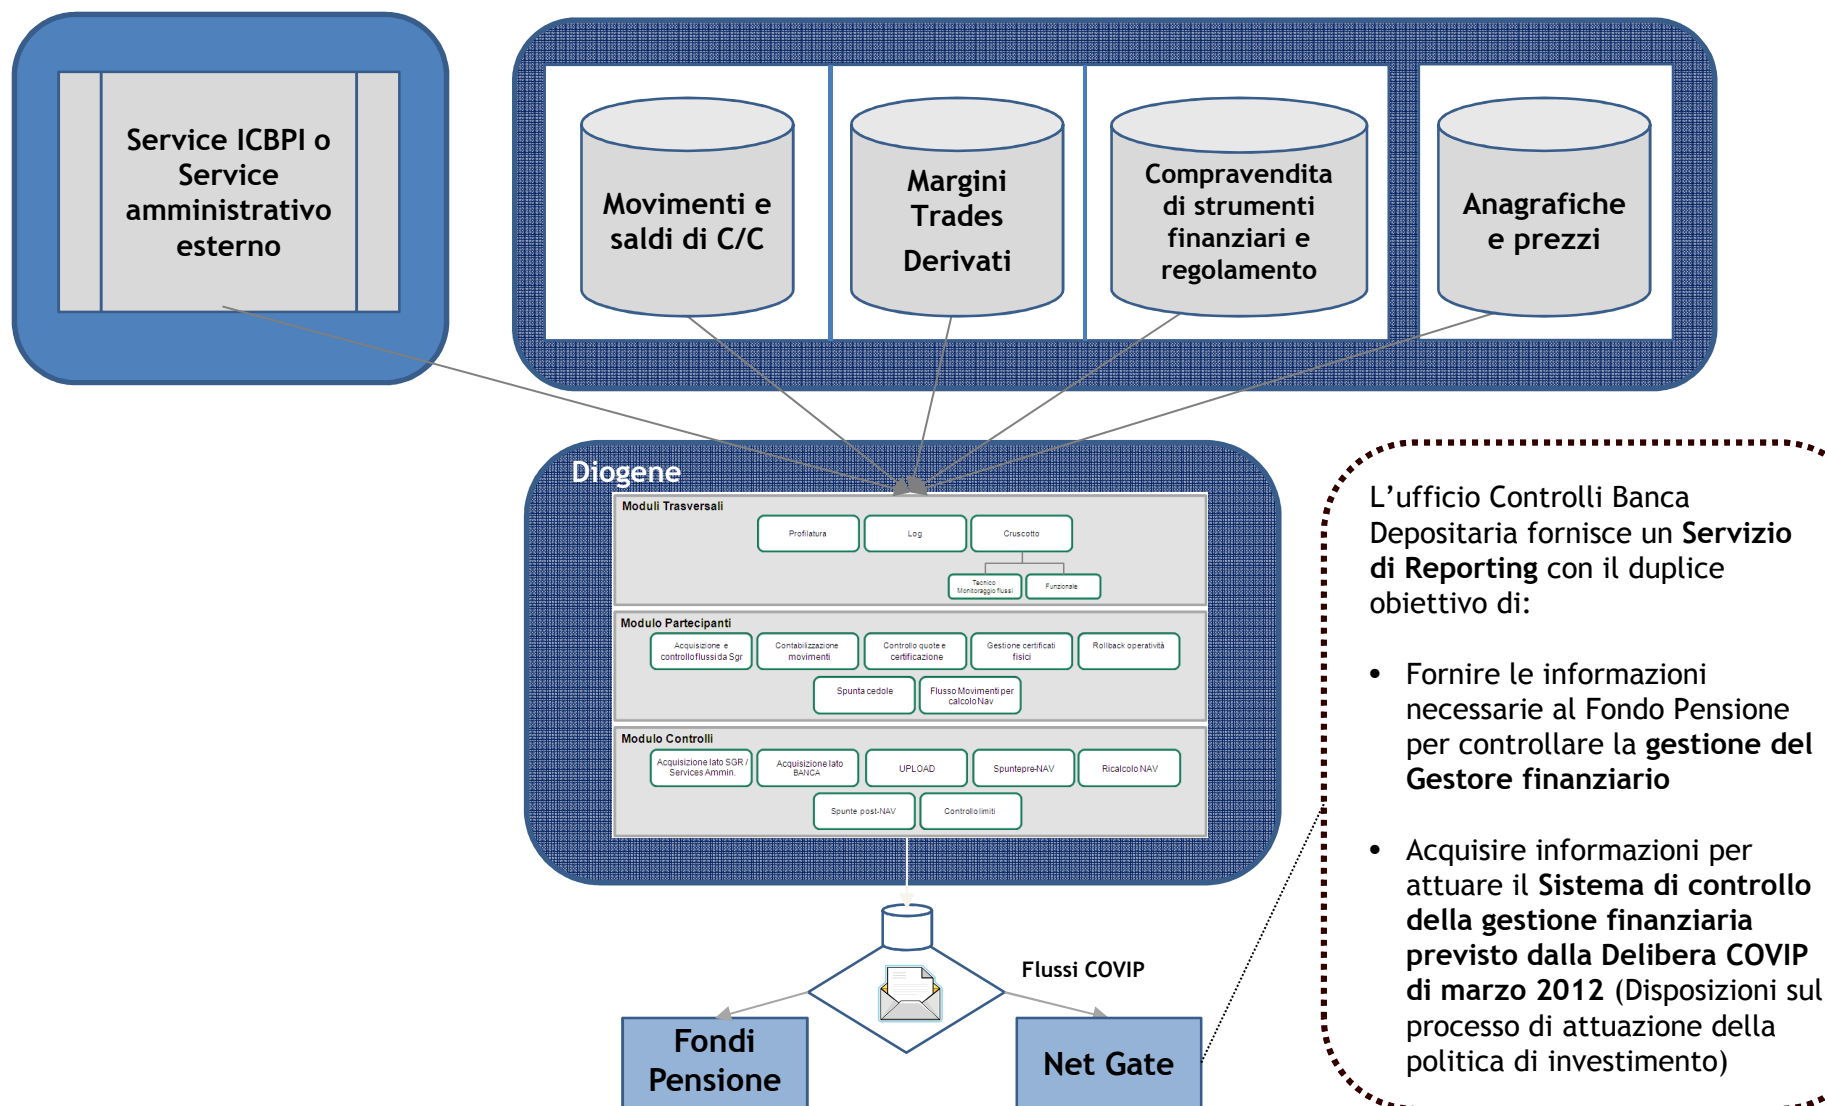 Service ICBPI o
Service
amministrativo
esterno
Movimenti e
saldi di C/C
Margini
Trades
Derivati
Compravendita
di strumenti
finanziari e
regolamento
Anagrafiche
e prezzi
Diogene
Moduli Trasversali
Profilatura
Log
Cruscotto
Tecnico
Monitoraggio flussi
Funzionale
Modulo Partecipanti
Acquisizione e
controllo flussi da Sgr
Contabilizzazione
movimenti
Controllo quote e
certificazione
Gestione certificati
fisici
Rollback operatività
Spunta cedole
Flusso Movimenti per
calcolo Nav
Modulo Controlli
Acquisizione lato SGR /
Services Ammin.
Acquisizione lato
BANCA
UPLOAD
Spunte pre-NAV
Ricalcolo NAV
Spunte post-NAV
Controllo limiti
Flussi COVIP
Fondi
Pensione
Net Gate
L’ufficio Controlli Banca
Depositaria fornisce un Servizio
di Reporting con il duplice
obiettivo di:
• Fornire le informazioni
necessarie al Fondo Pensione
per controllare la gestione del
Gestore finanziario
• Acquisire informazioni per
attuare il Sistema di controllo
della gestione finanziaria
previsto dalla Delibera COVIP
di marzo 2012 (Disposizioni sul
processo di attuazione della
politica di investimento)